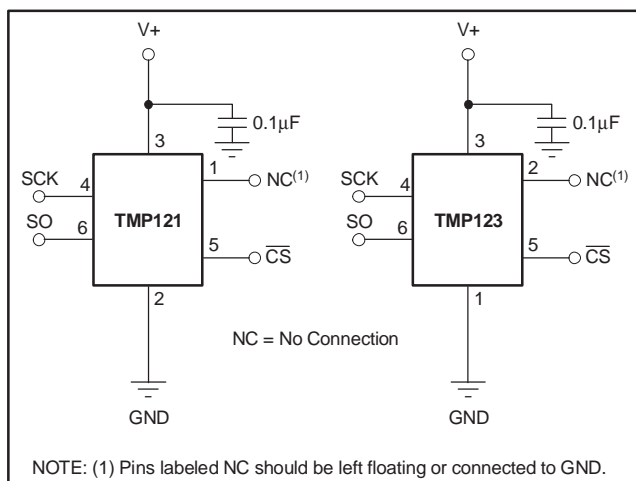 V+
0.1μF
3
1
NC(1)
SCK
4
SO
6
TMP121
5
CS
2
GND
V+
0.1μF
3
2
NC(1)
SCK
4
SO
6
TMP123
5
CS
1
GND
NC = No Connection
NOTE: (1) Pins labeled NC should be left floating or connected to GND.